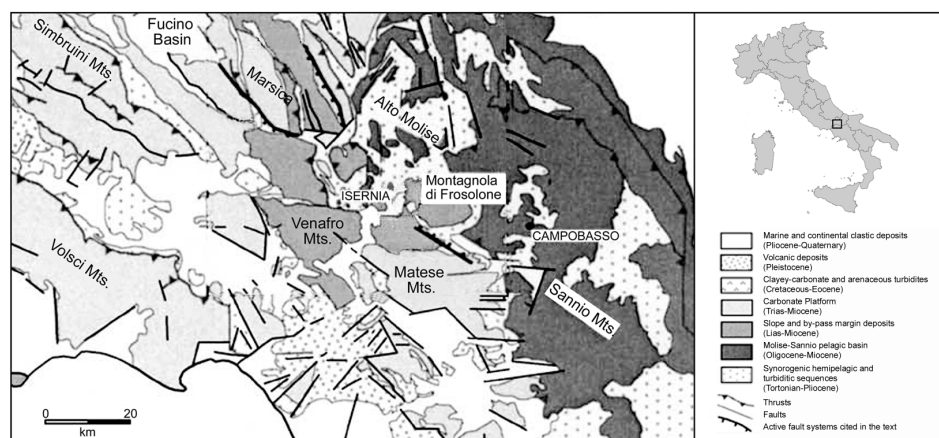 Simbruini Mts.
Fucino
Basin
Marsica
Alto Molise
ISERNIA
Montagnola
di Frosolone
Venafro
Mts.
CAMPOBASSO
Volsci Mts.
Matese
Mts.
Sannio Mts
0
20
km
Marine and continental clastic deposits
(Pliocene-Quaternary)
Volcanic deposits
(Pleistocene)
Clayey-carbonate and arenaceous turbidites
(Cretaceous-Eocene)
Carbonate Platform
(Trias-Miocene)
Slope and by-pass margin deposits
(Lias-Miocene)
Molise-Sannio pelagic basin
(Oligocene-Miocene)
Synorogenic hemipelagic and
turbiditic sequences
(Tortonian-Pliocene)
Thrusts
Faults
Active fault systems cited in the text